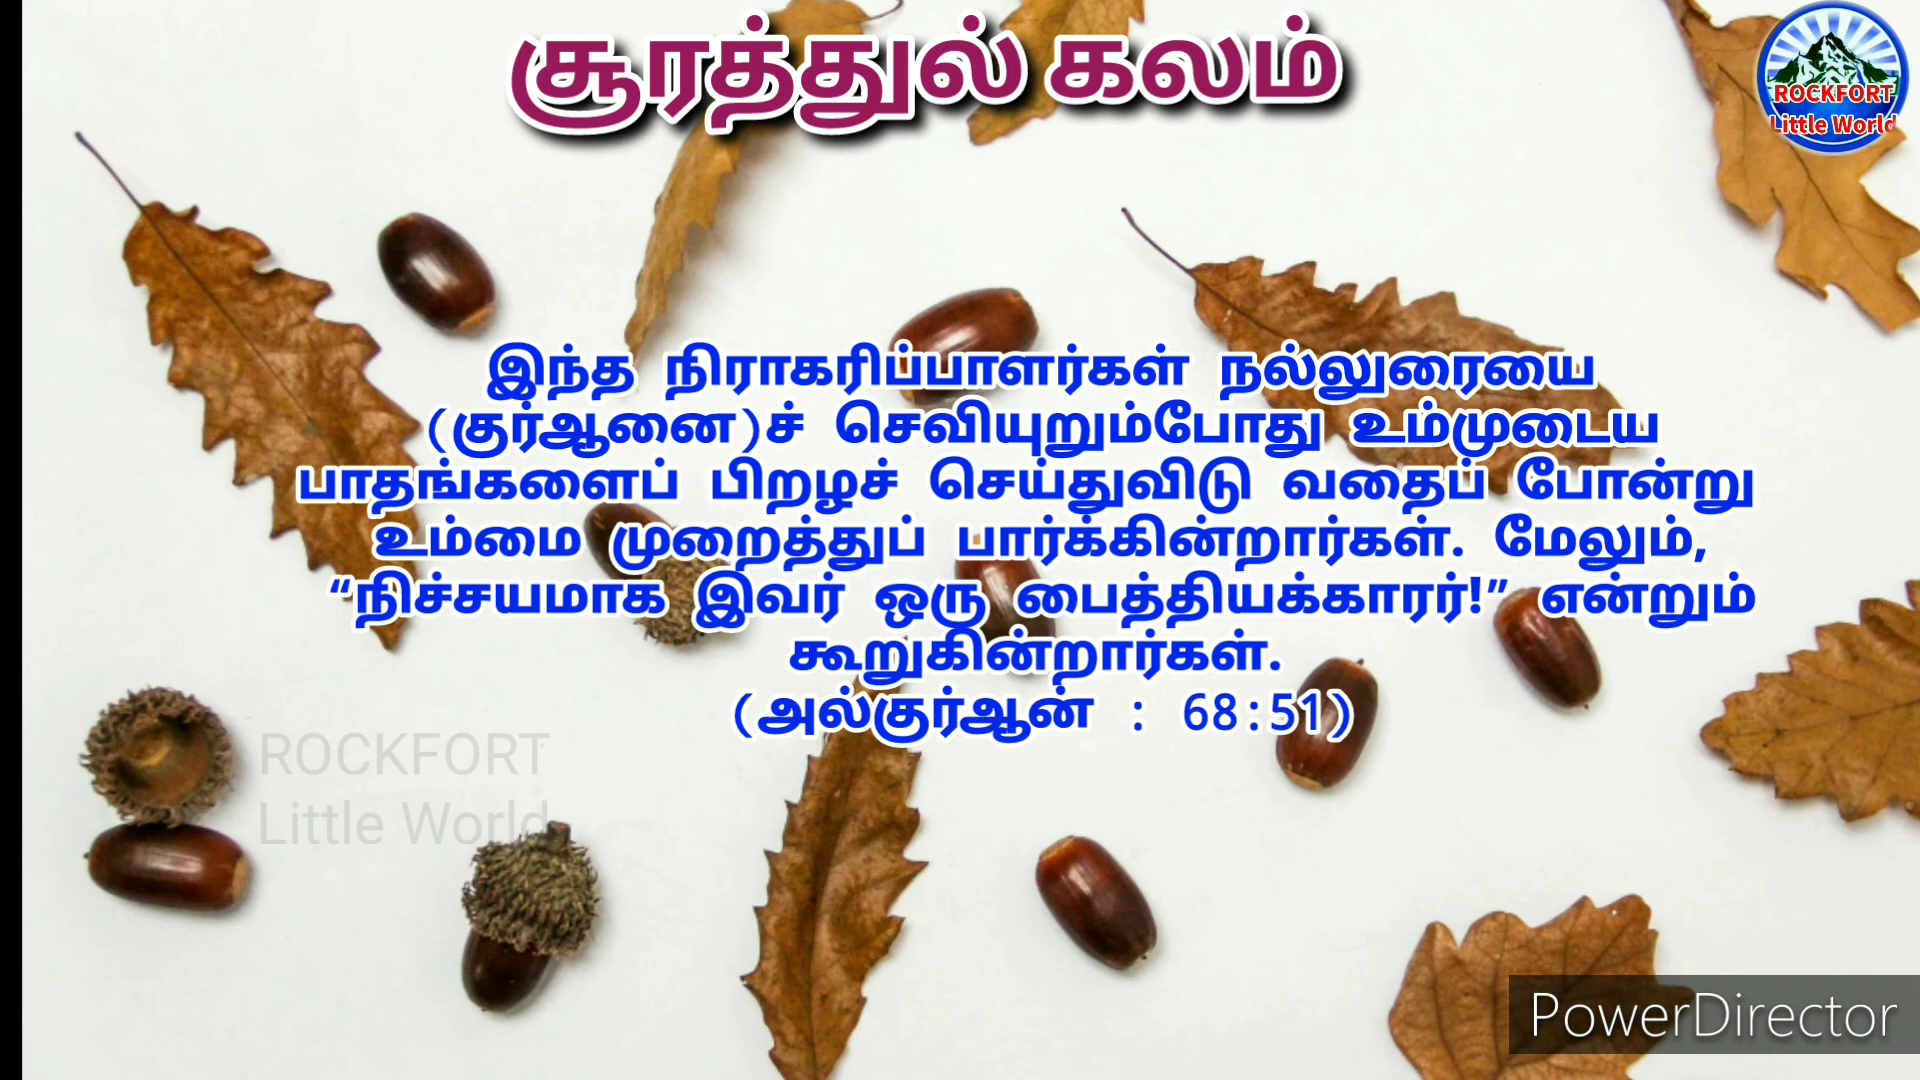 சூரத்துல் கலம்
ROCKFORT
Little World
இந்த நிராகரிப்பாளர்கள் நல்லுரையை
(குர்ஆனை)ச் செவியுறும்போது உம்முடைய
பாதங்களைப் பிறழச் செய்துவிடு வதைப் போன்று
உம்மை முறைத்துப் பார்க்கின்றார்கள். மேலும்,
“நிச்சயமாக இவர் ஒரு பைத்தியக்காரர்!” என்றும்
கூறுகின்றார்கள்.
(அல்குர்ஆன் : 68:51)
ROCKFORT
Little World
PowerDirector